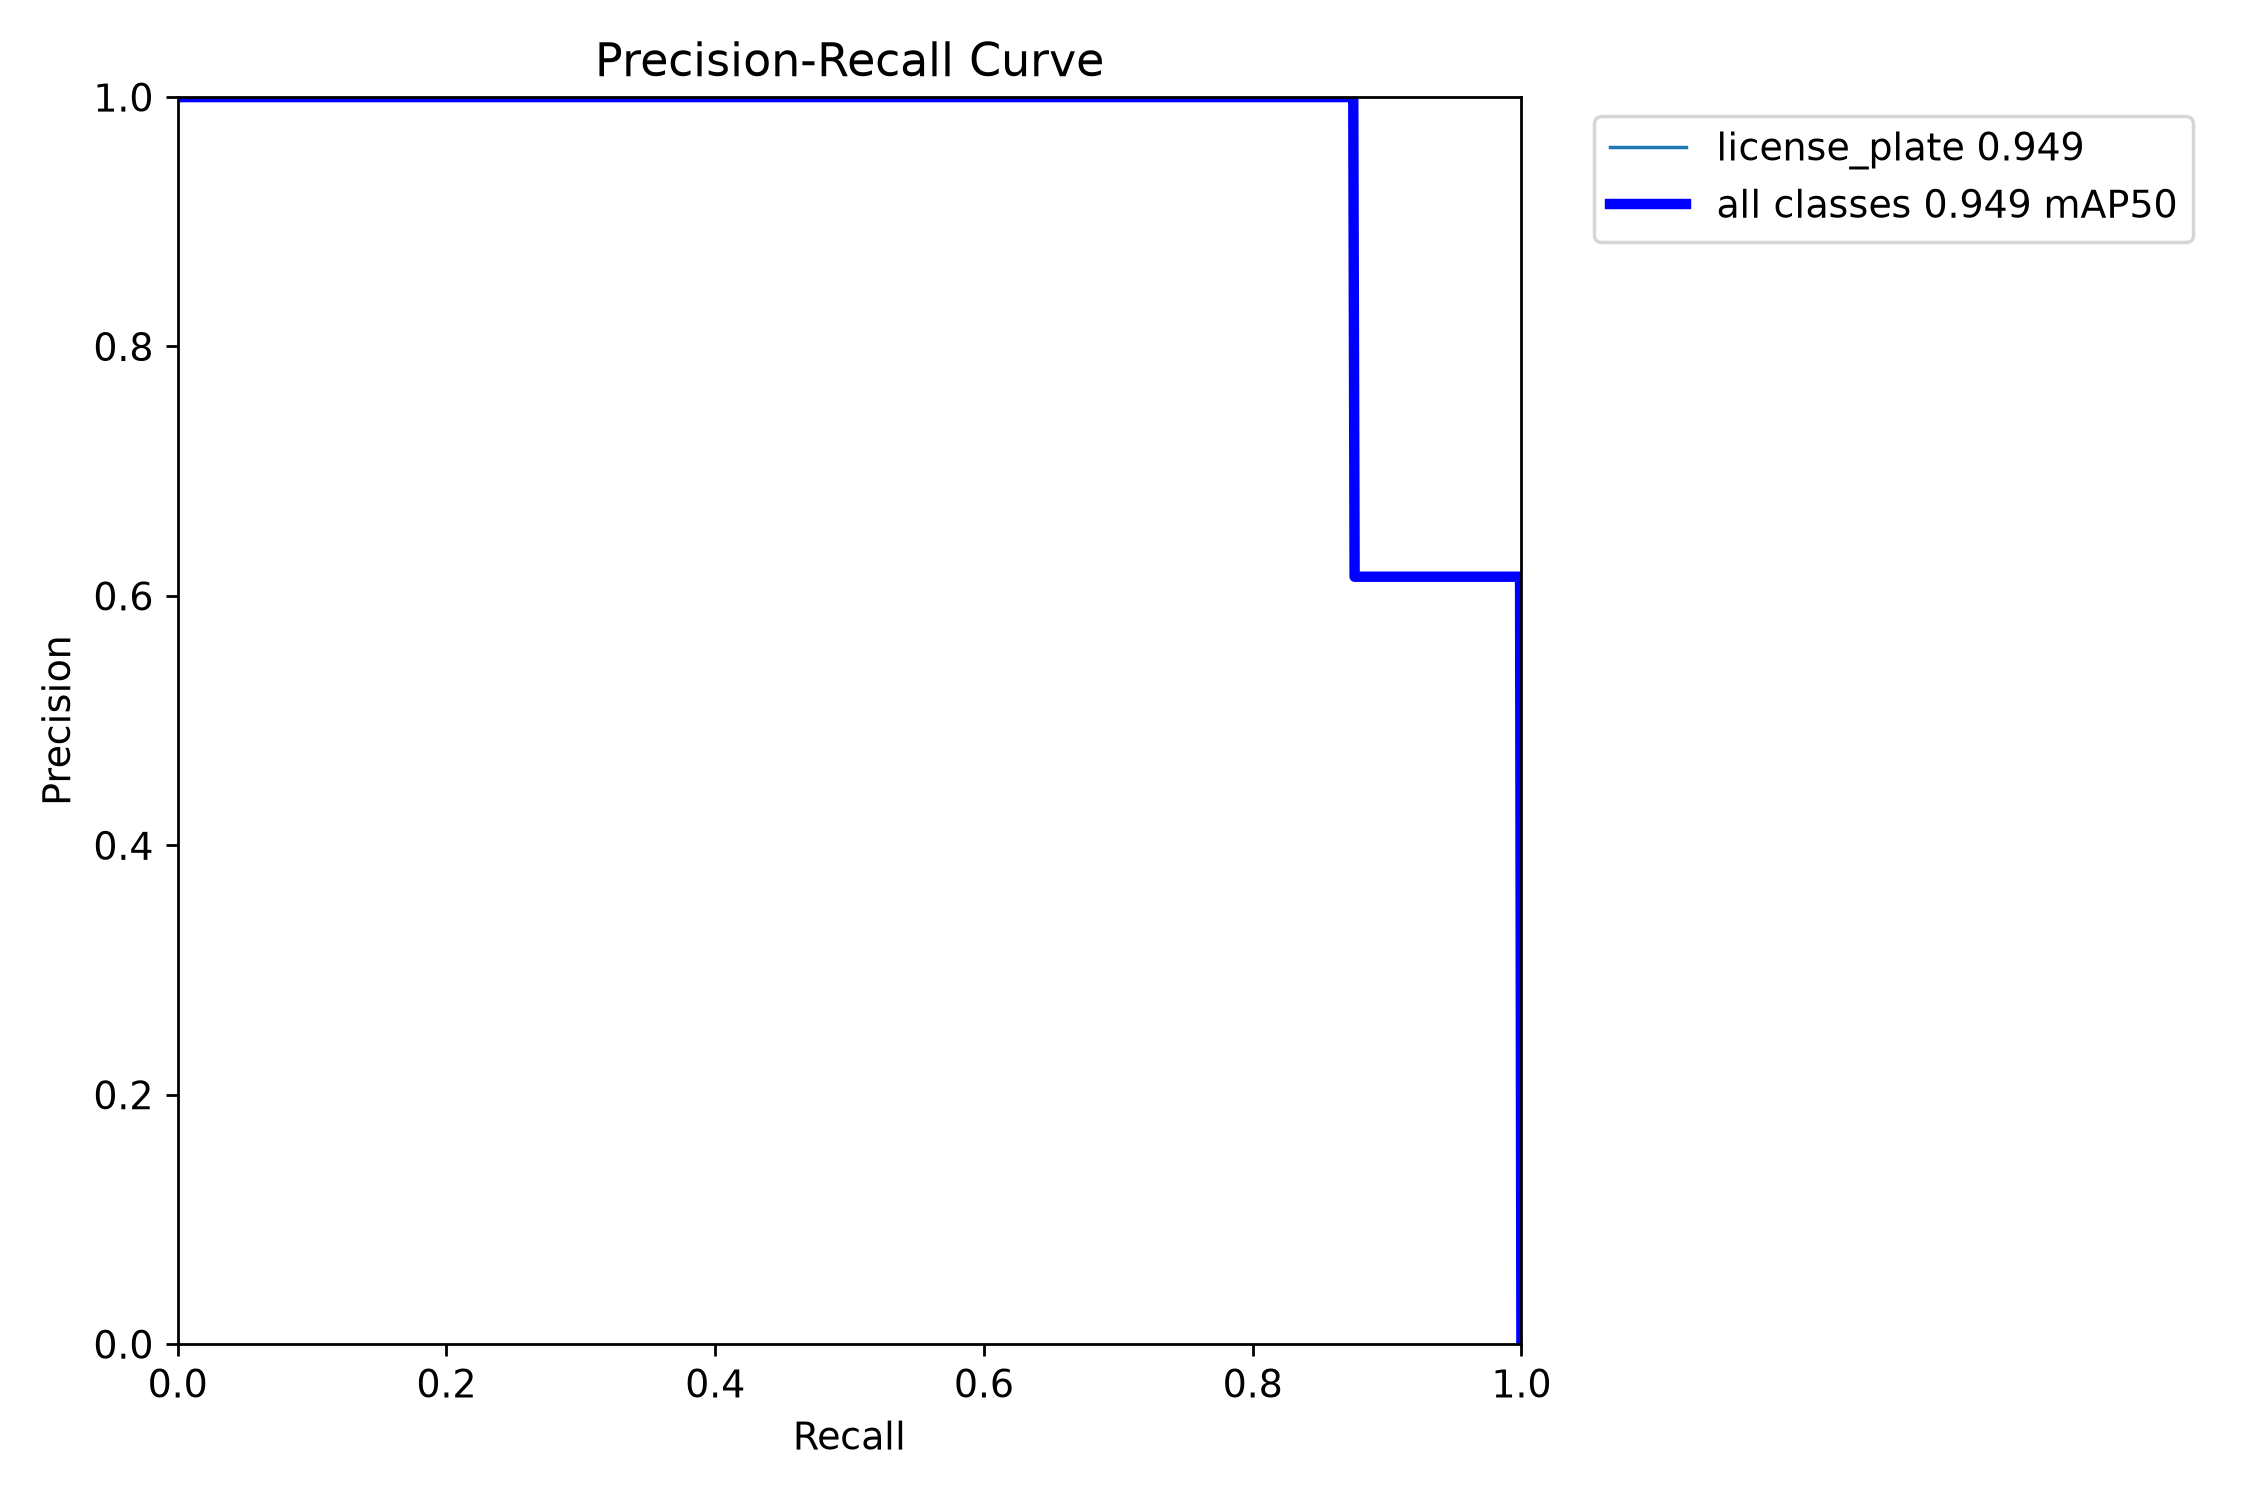 Precision-Recall Curve
1.0
0.8
0.6
0.4
0.2
0.0
Precision
0.0 0.2 0.4 0.6 0.8 1.0
Recall
license_plate 0.949
all classes 0.949 mAP50